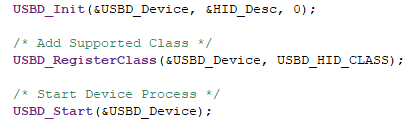 USBD_Init(&USBD_Device, &HID_Desc, 0);
/* Add Supported Class */
USBD_RegisterClass(&USBD_Device, USBD_HID_CLASS);
/* Start Device Process */
USBD_Start(&USBD_Device);